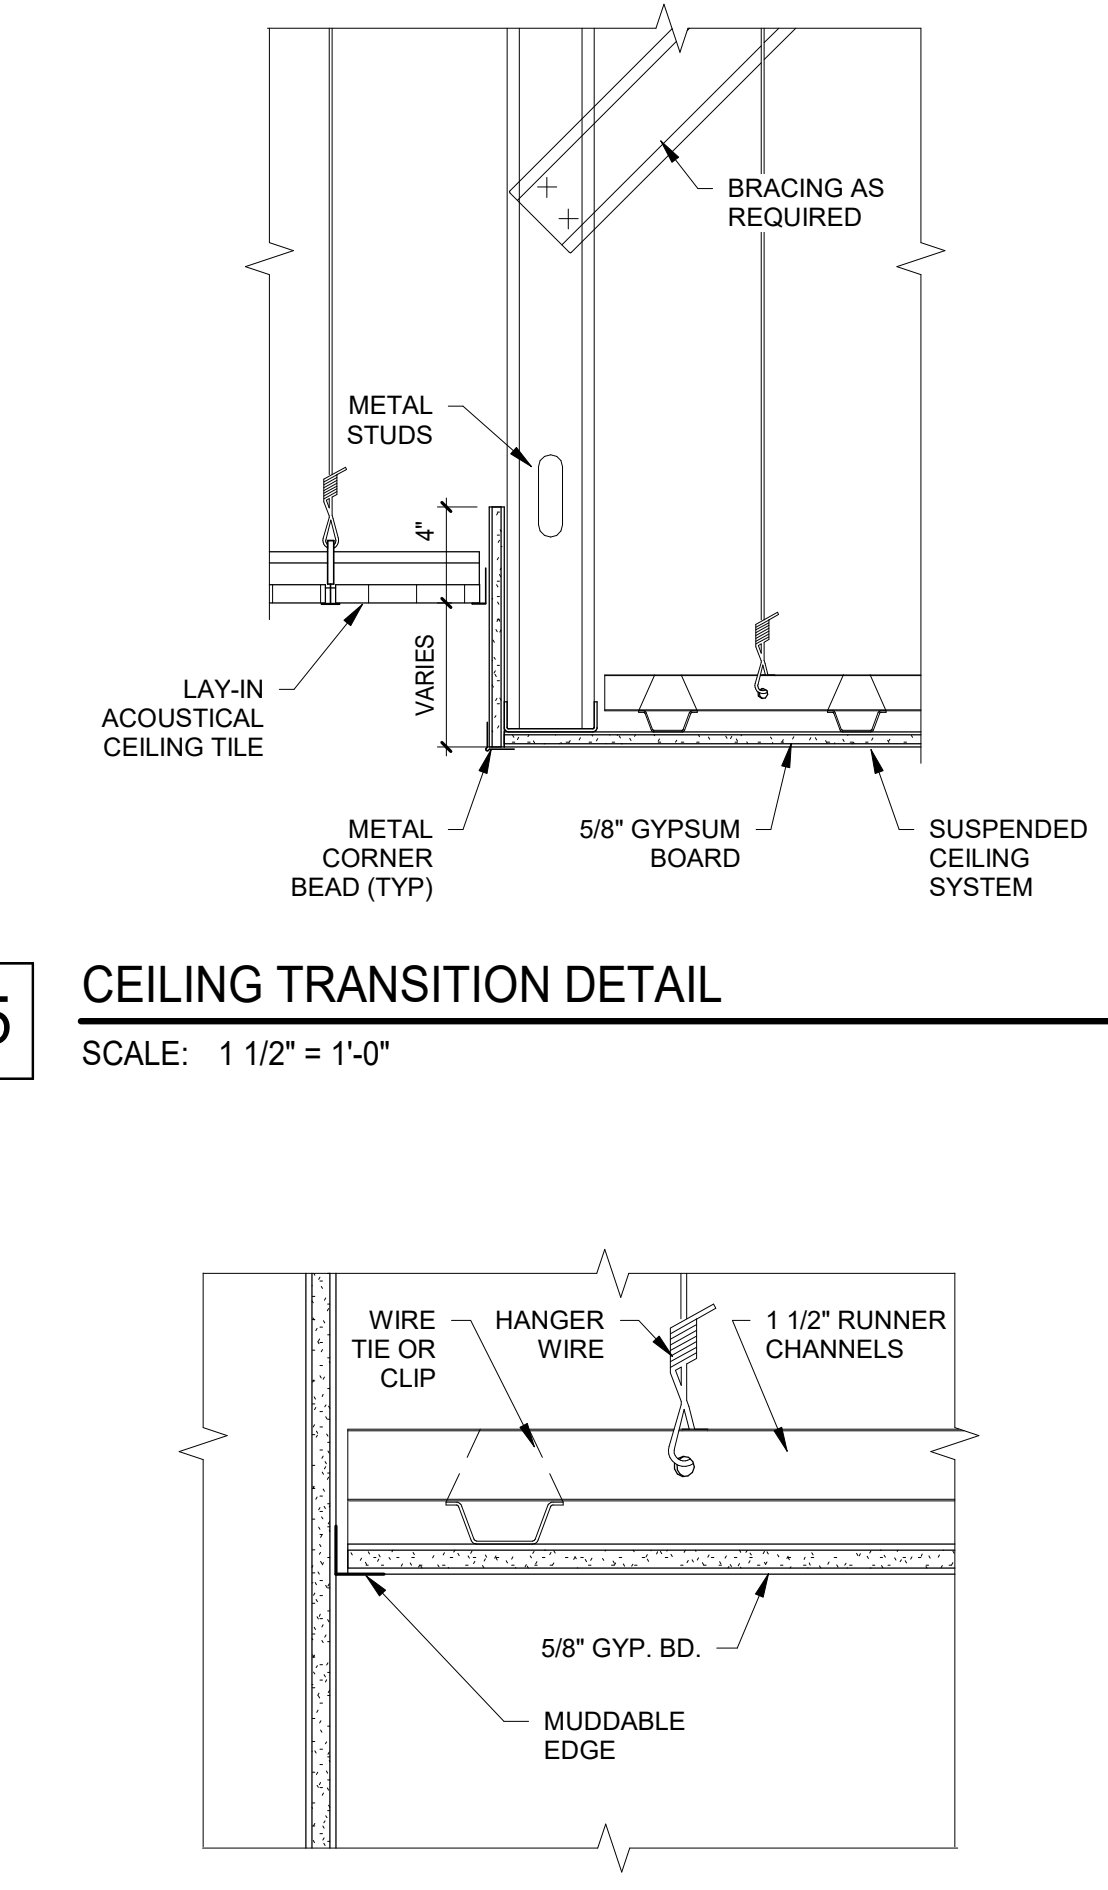 BRACING AS
REQUIRED
METAL
STUDS
4"
VARIES
LAY-IN
ACOUSTICAL
CEILING TILE
METAL
CORNER
BEAD (TYP)
5/8" GYPSUM
BOARD
SUSPENDED
CEILING
SYSTEM
5
CEILING TRANSITION DETAIL
SCALE: 1 1/2" = 1'-0"
WIRE
TIE OR
CLIP
HANGER
WIRE
1 1/2" RUNNER
CHANNELS
5/8" GYP. BD.
MUDDABLE
EDGE